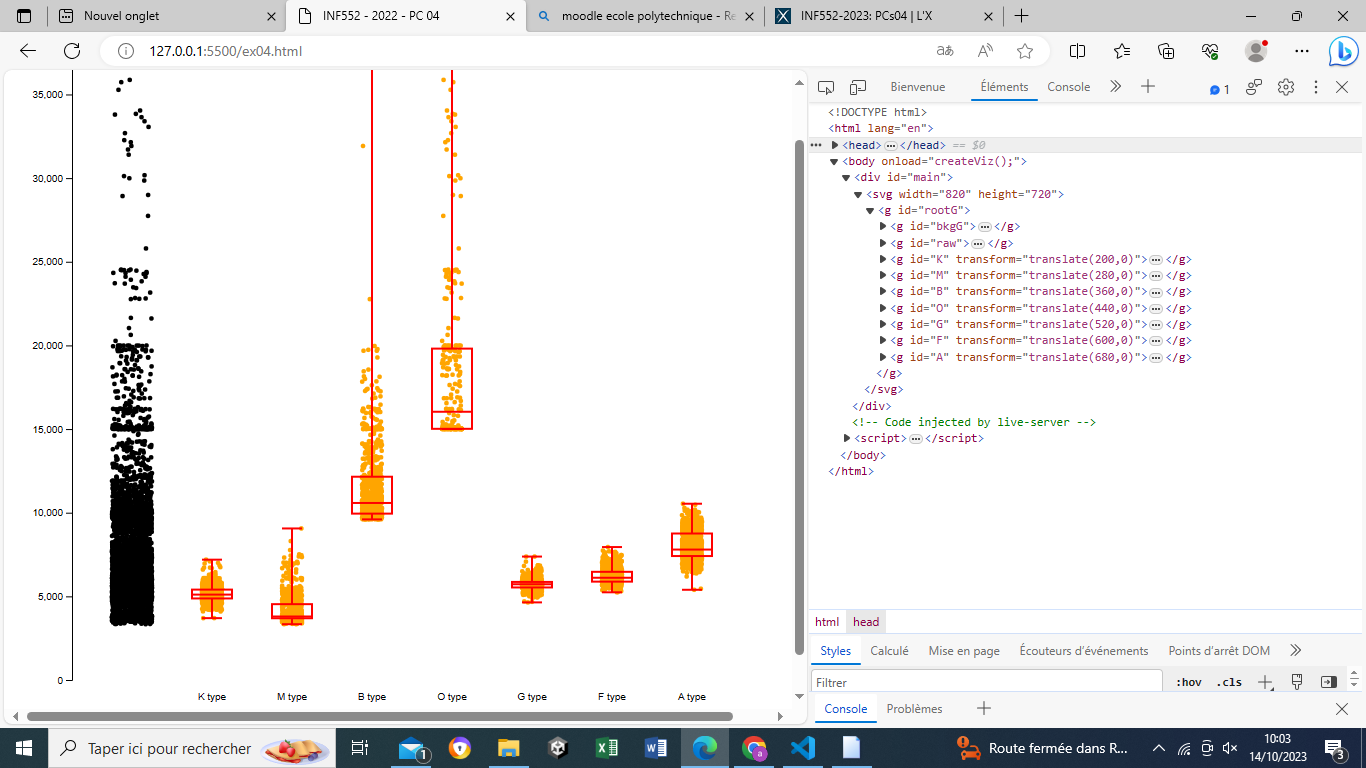 Nouvel onglet
INF552 - 2022 - PC 04
moodle ecole polytechnique - Re
INF552-2023: PCs04 | L'X
127.0.0.1:5500/ex04.html
aあ
35,000
30,000
25,000
20,000
15,000
10,000
5,000
0
K type
M type
B type
O type
G type
F type
A type
Bienvenue
Éléments
Console
1
<!DOCTYPE html>
<html lang="en">
<head> … </head> == $0
<body onload="createViz();">
<div id="main">
<svg width="820" height="720">
<g id="rootG">
<g id="bkgG"> … </g>
<g id="raw"> … </g>
<g id="K" transform="translate(200,0)"> … </g>
<g id="M" transform="translate(280,0)"> … </g>
<g id="B" transform="translate(360,0)"> … </g>
<g id="O" transform="translate(440,0)"> … </g>
<g id="G" transform="translate(520,0)"> … </g>
<g id="F" transform="translate(600,0)"> … </g>
<g id="A" transform="translate(680,0)"> … </g>
</g>
</svg>
</div>
<!-- Code injected by live-server -->
<script> … </script>
</body>
</html>
html head
Styles Calculé Mise en page Écouteurs d'événements Points d'arrêt DOM
Filtrer
:hov .cls
Console Problèmes
Taper ici pour rechercher
1
a
Route fermée dans R...
10:03
14/10/2023
3